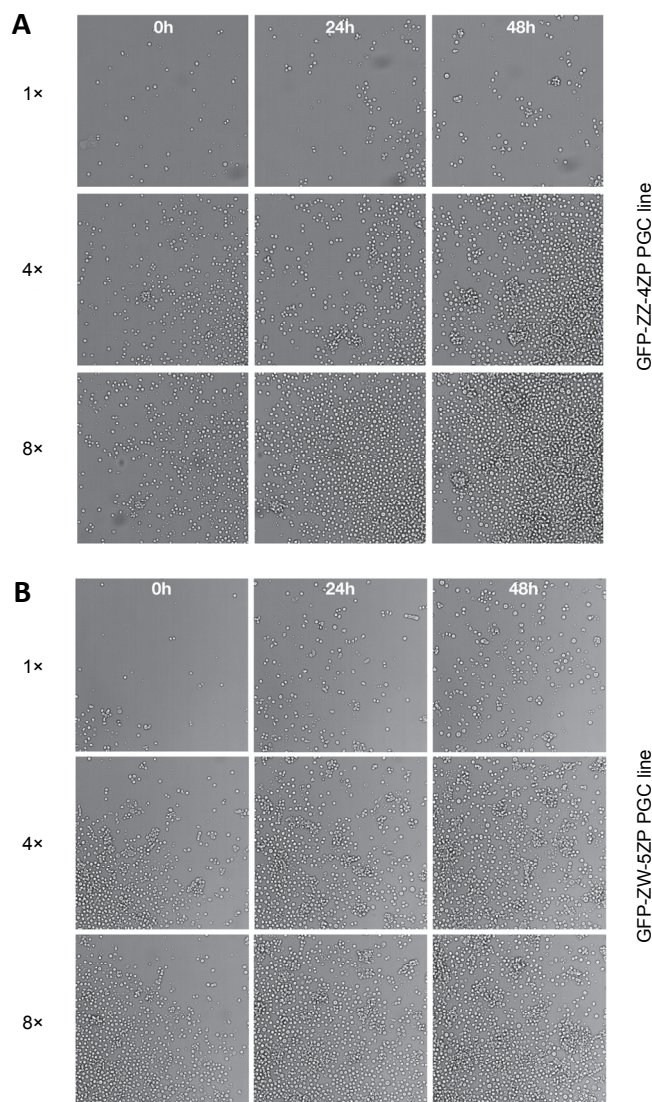 A
0h 24h 48h
1×
4×
8×
GFP-ZZ-4ZP PGC line
B
0h 24h 48h
1×
4×
8×
GFP-ZW-5ZP PGC line